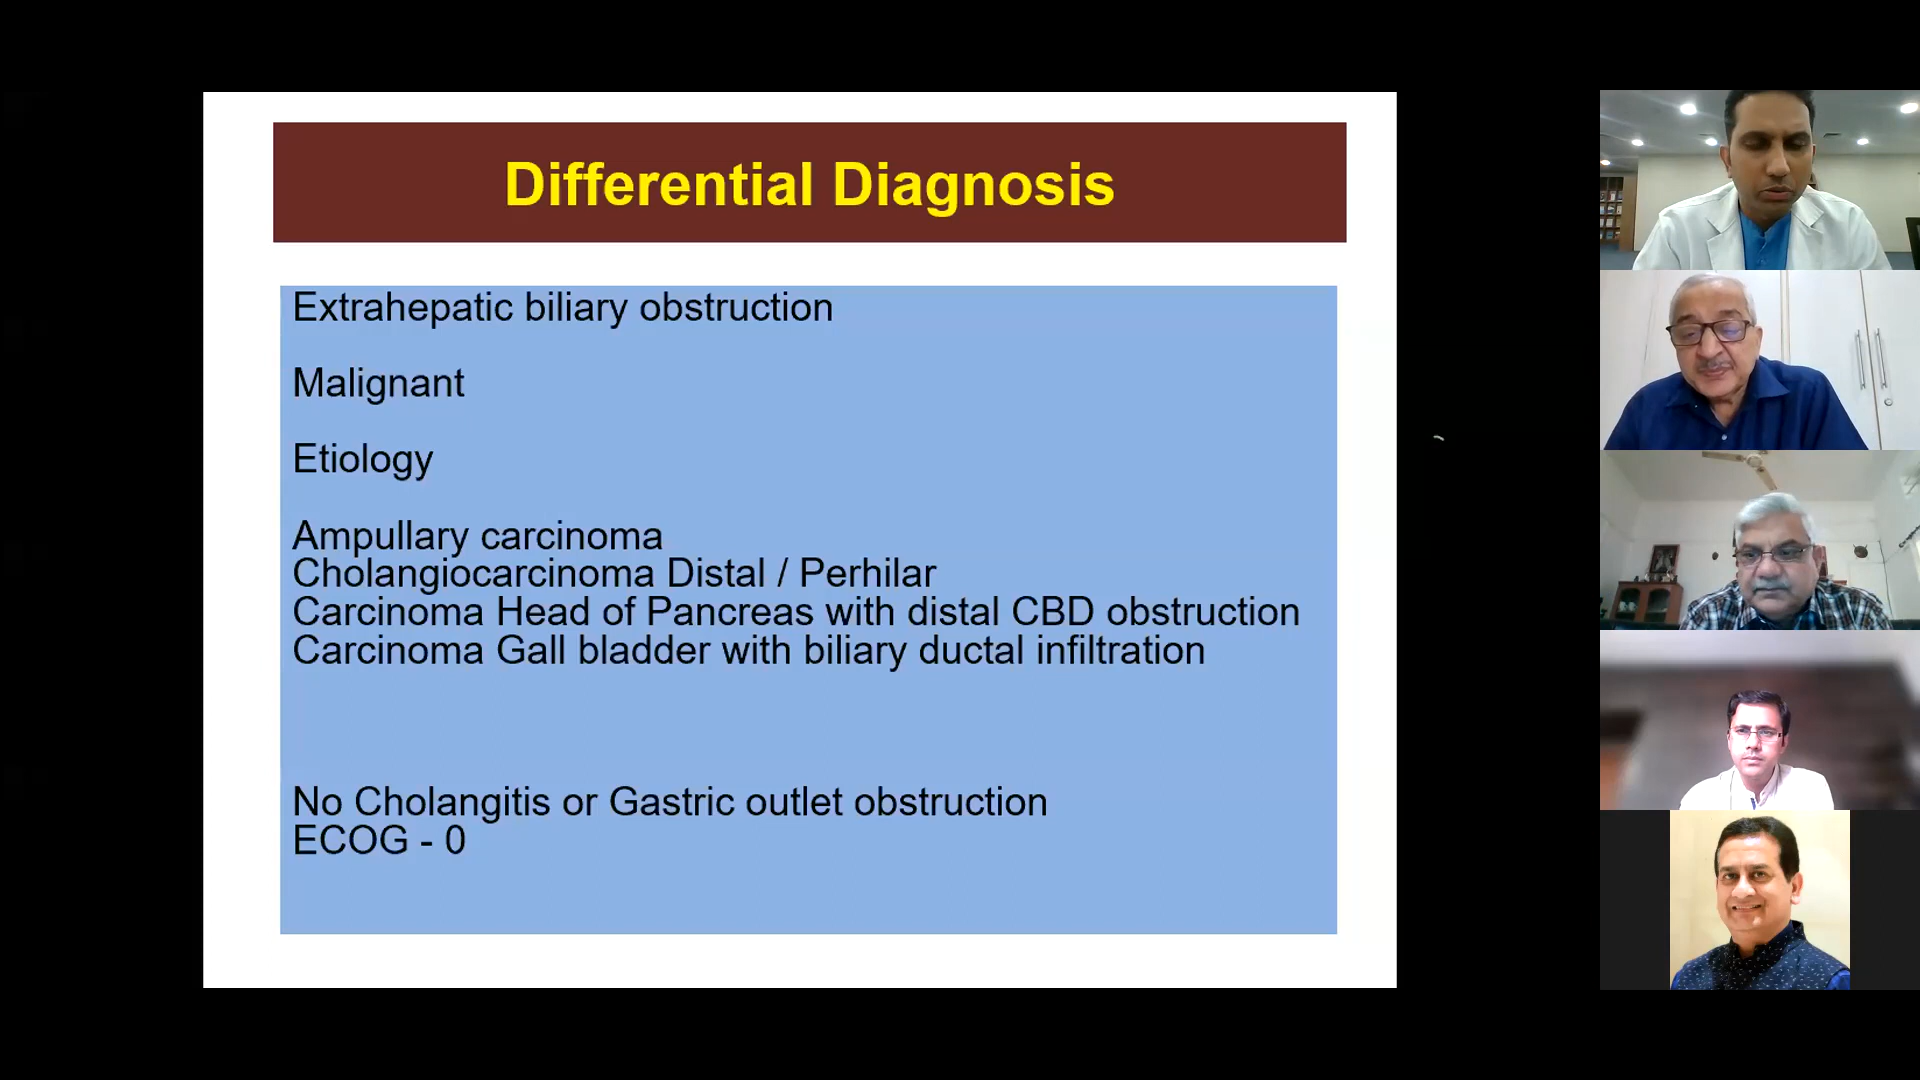 Differential Diagnosis
Extrahepatic biliary obstruction
Malignant
Etiology
Ampullary carcinoma
Cholangiocarcinoma Distal / Perhilar
Carcinoma Head of Pancreas with distal CBD obstruction
Carcinoma Gall bladder with biliary ductal infiltration
No Cholangitis or Gastric outlet obstruction
ECOG - 0